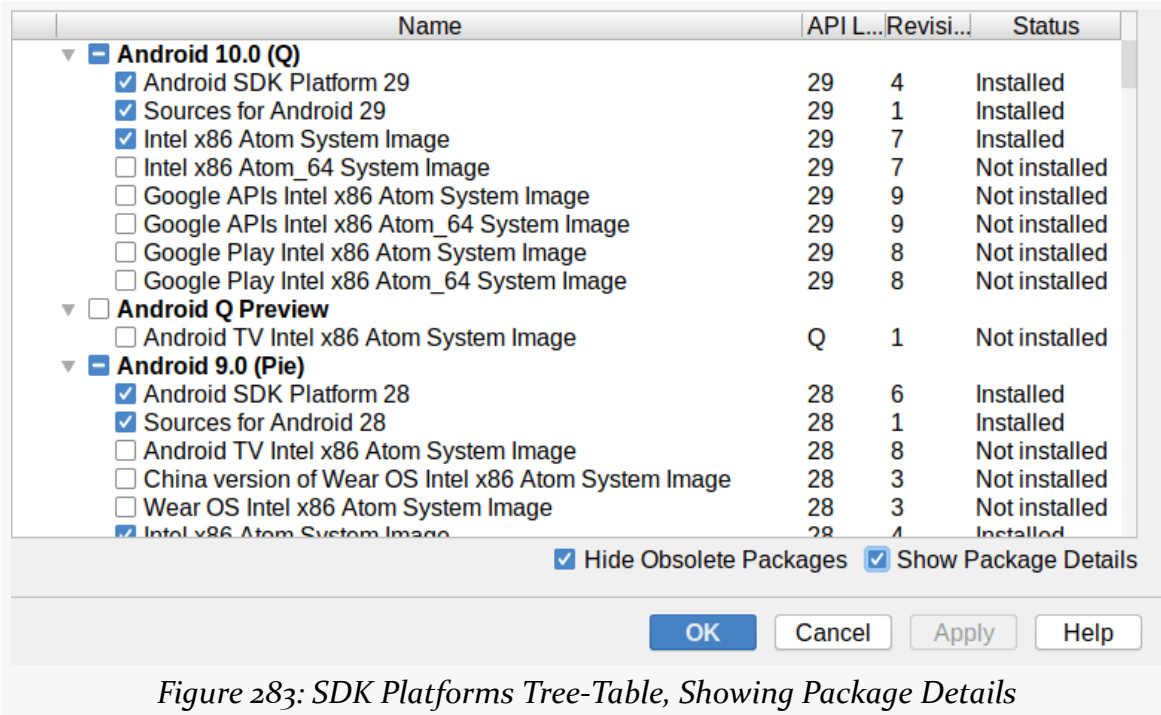 Name API L... Revisi... Status
Android 10.0 (Q)
Android SDK Platform 29 29 4 Installed
Sources for Android 29 29 1 Installed
Intel x86 Atom System Image 29 7 Installed
Intel x86 Atom_64 System Image 29 7 Not installed
Google APIs Intel x86 Atom System Image 29 9 Not installed
Google APIs Intel x86 Atom_64 System Image 29 9 Not installed
Google Play Intel x86 Atom System Image 29 8 Not installed
Google Play Intel x86 Atom_64 System Image 29 8 Not installed
Android Q Preview
Android TV Intel x86 Atom System Image Q 1 Not installed
Android 9.0 (Pie)
Android SDK Platform 28 28 6 Installed
Sources for Android 28 28 1 Installed
Android TV Intel x86 Atom System Image 28 8 Not installed
China version of Wear OS Intel x86 Atom System Image 28 3 Not installed
Wear OS Intel x86 Atom System Image 28 3 Not installed
Intel x86 Atom System Image 28 4 Installed
Hide Obsolete Packages Show Package Details
OK Cancel Apply Help
Figure 283: SDK Platforms Tree-Table, Showing Package Details